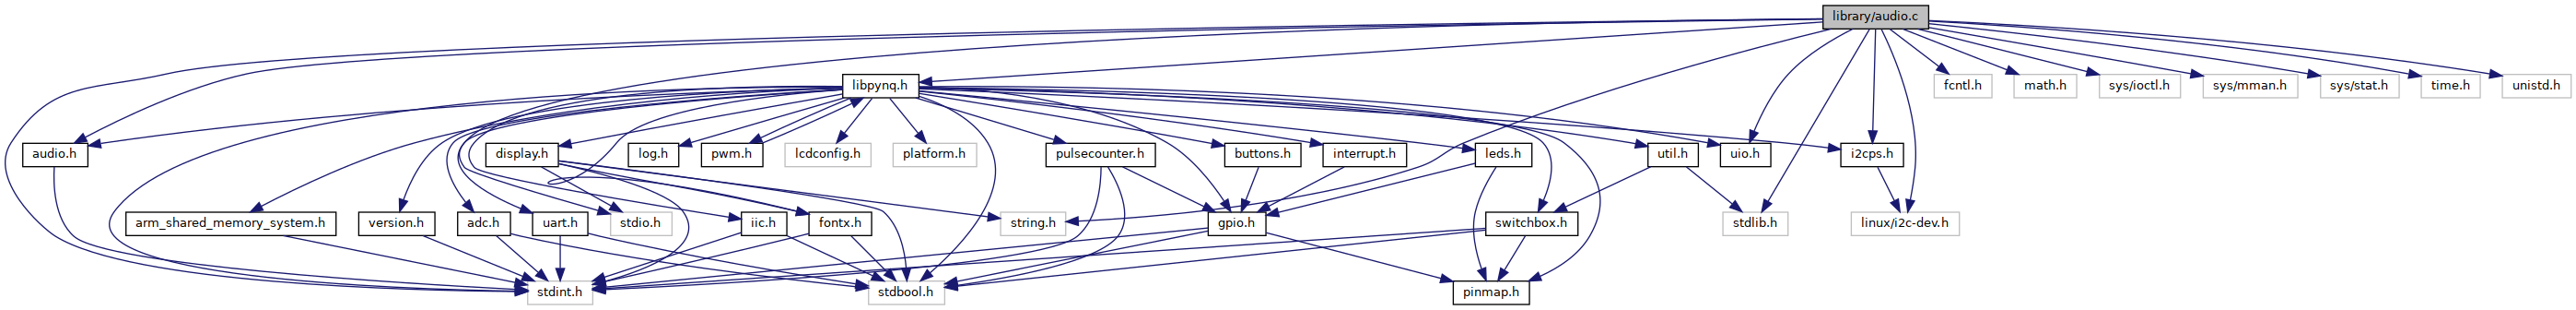 library/audio.c
libpynq.h
fcntl.h
math.h
sys/ioctl.h
sys/mman.h
sys/stat.h
time.h
unistd.h
audio.h
display.h
log.h
pwm.h
lcdconfig.h
platform.h
pulsecounter.h
buttons.h
interrupt.h
leds.h
util.h
uio.h
i2cps.h
arm_shared_memory_system.h
version.h
adc.h
uart.h
stdio.h
iic.h
fontx.h
string.h
gpio.h
switchbox.h
stdlib.h
linux/i2c-dev.h
stdint.h
stdbool.h
pinmap.h